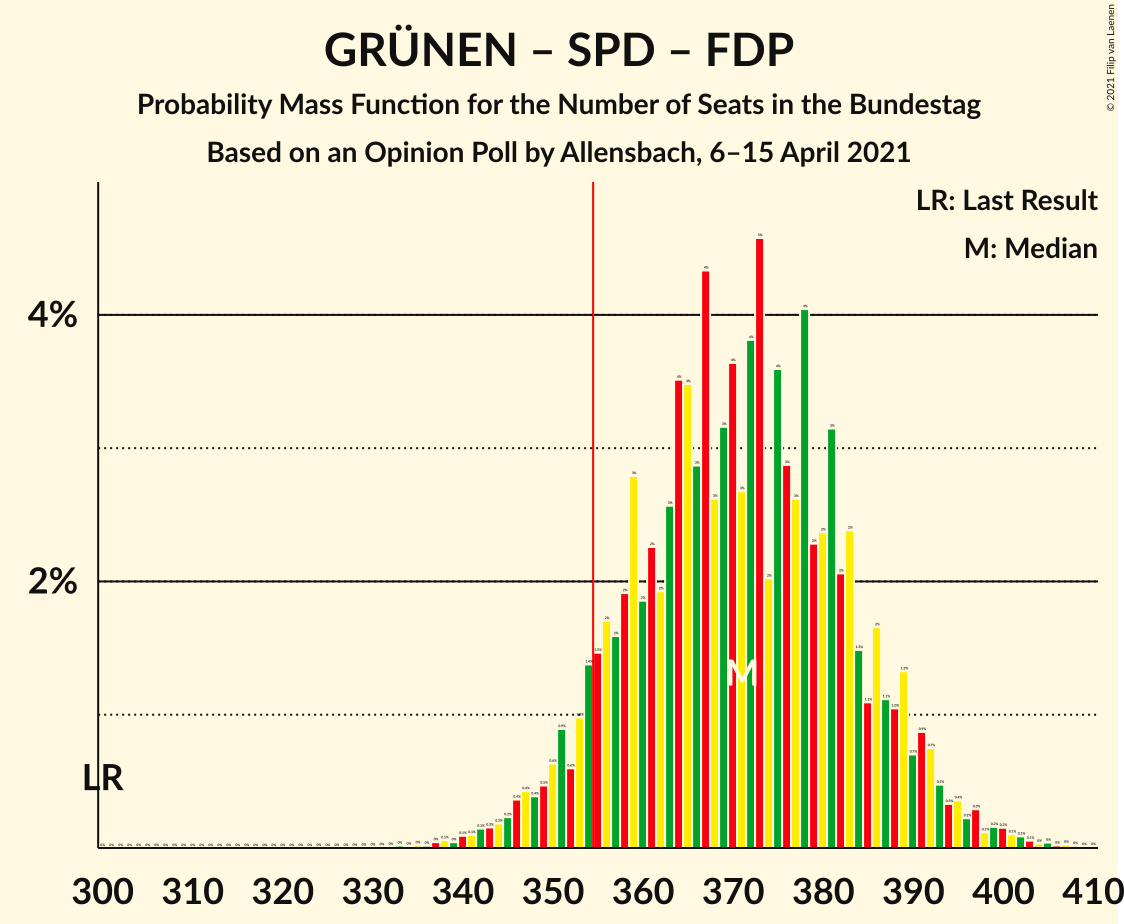 GRÜNEN – SPD – FDP
Probability Mass Function for the Number of Seats in the Bundestag
Based on an Opinion Poll by Allensbach, 6–15 April 2021
© 2021 Filip van Laenen
LR: Last Result
M: Median
4%
2%
M
LR
300 310 320 330 340 350 360 370 380 390 400 410